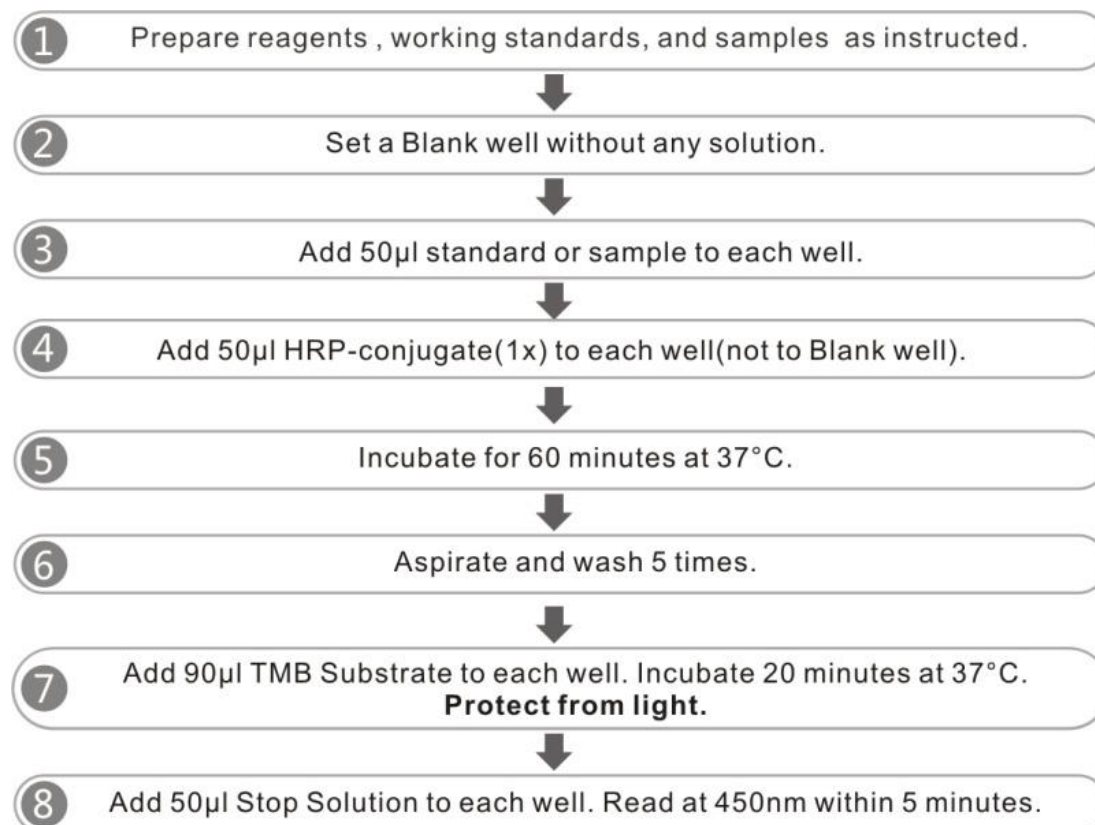 1 Prepare reagents , working standards, and samples as instructed.
2 Set a Blank well without any solution.
3 Add 50µl standard or sample to each well.
4 Add 50µl HRP-conjugate(1x) to each well(not to Blank well).
5 Incubate for 60 minutes at 37°C.
6 Aspirate and wash 5 times.
7 Add 90µl TMB Substrate to each well. Incubate 20 minutes at 37°C.
Protect from light.
8 Add 50µl Stop Solution to each well. Read at 450nm within 5 minutes.